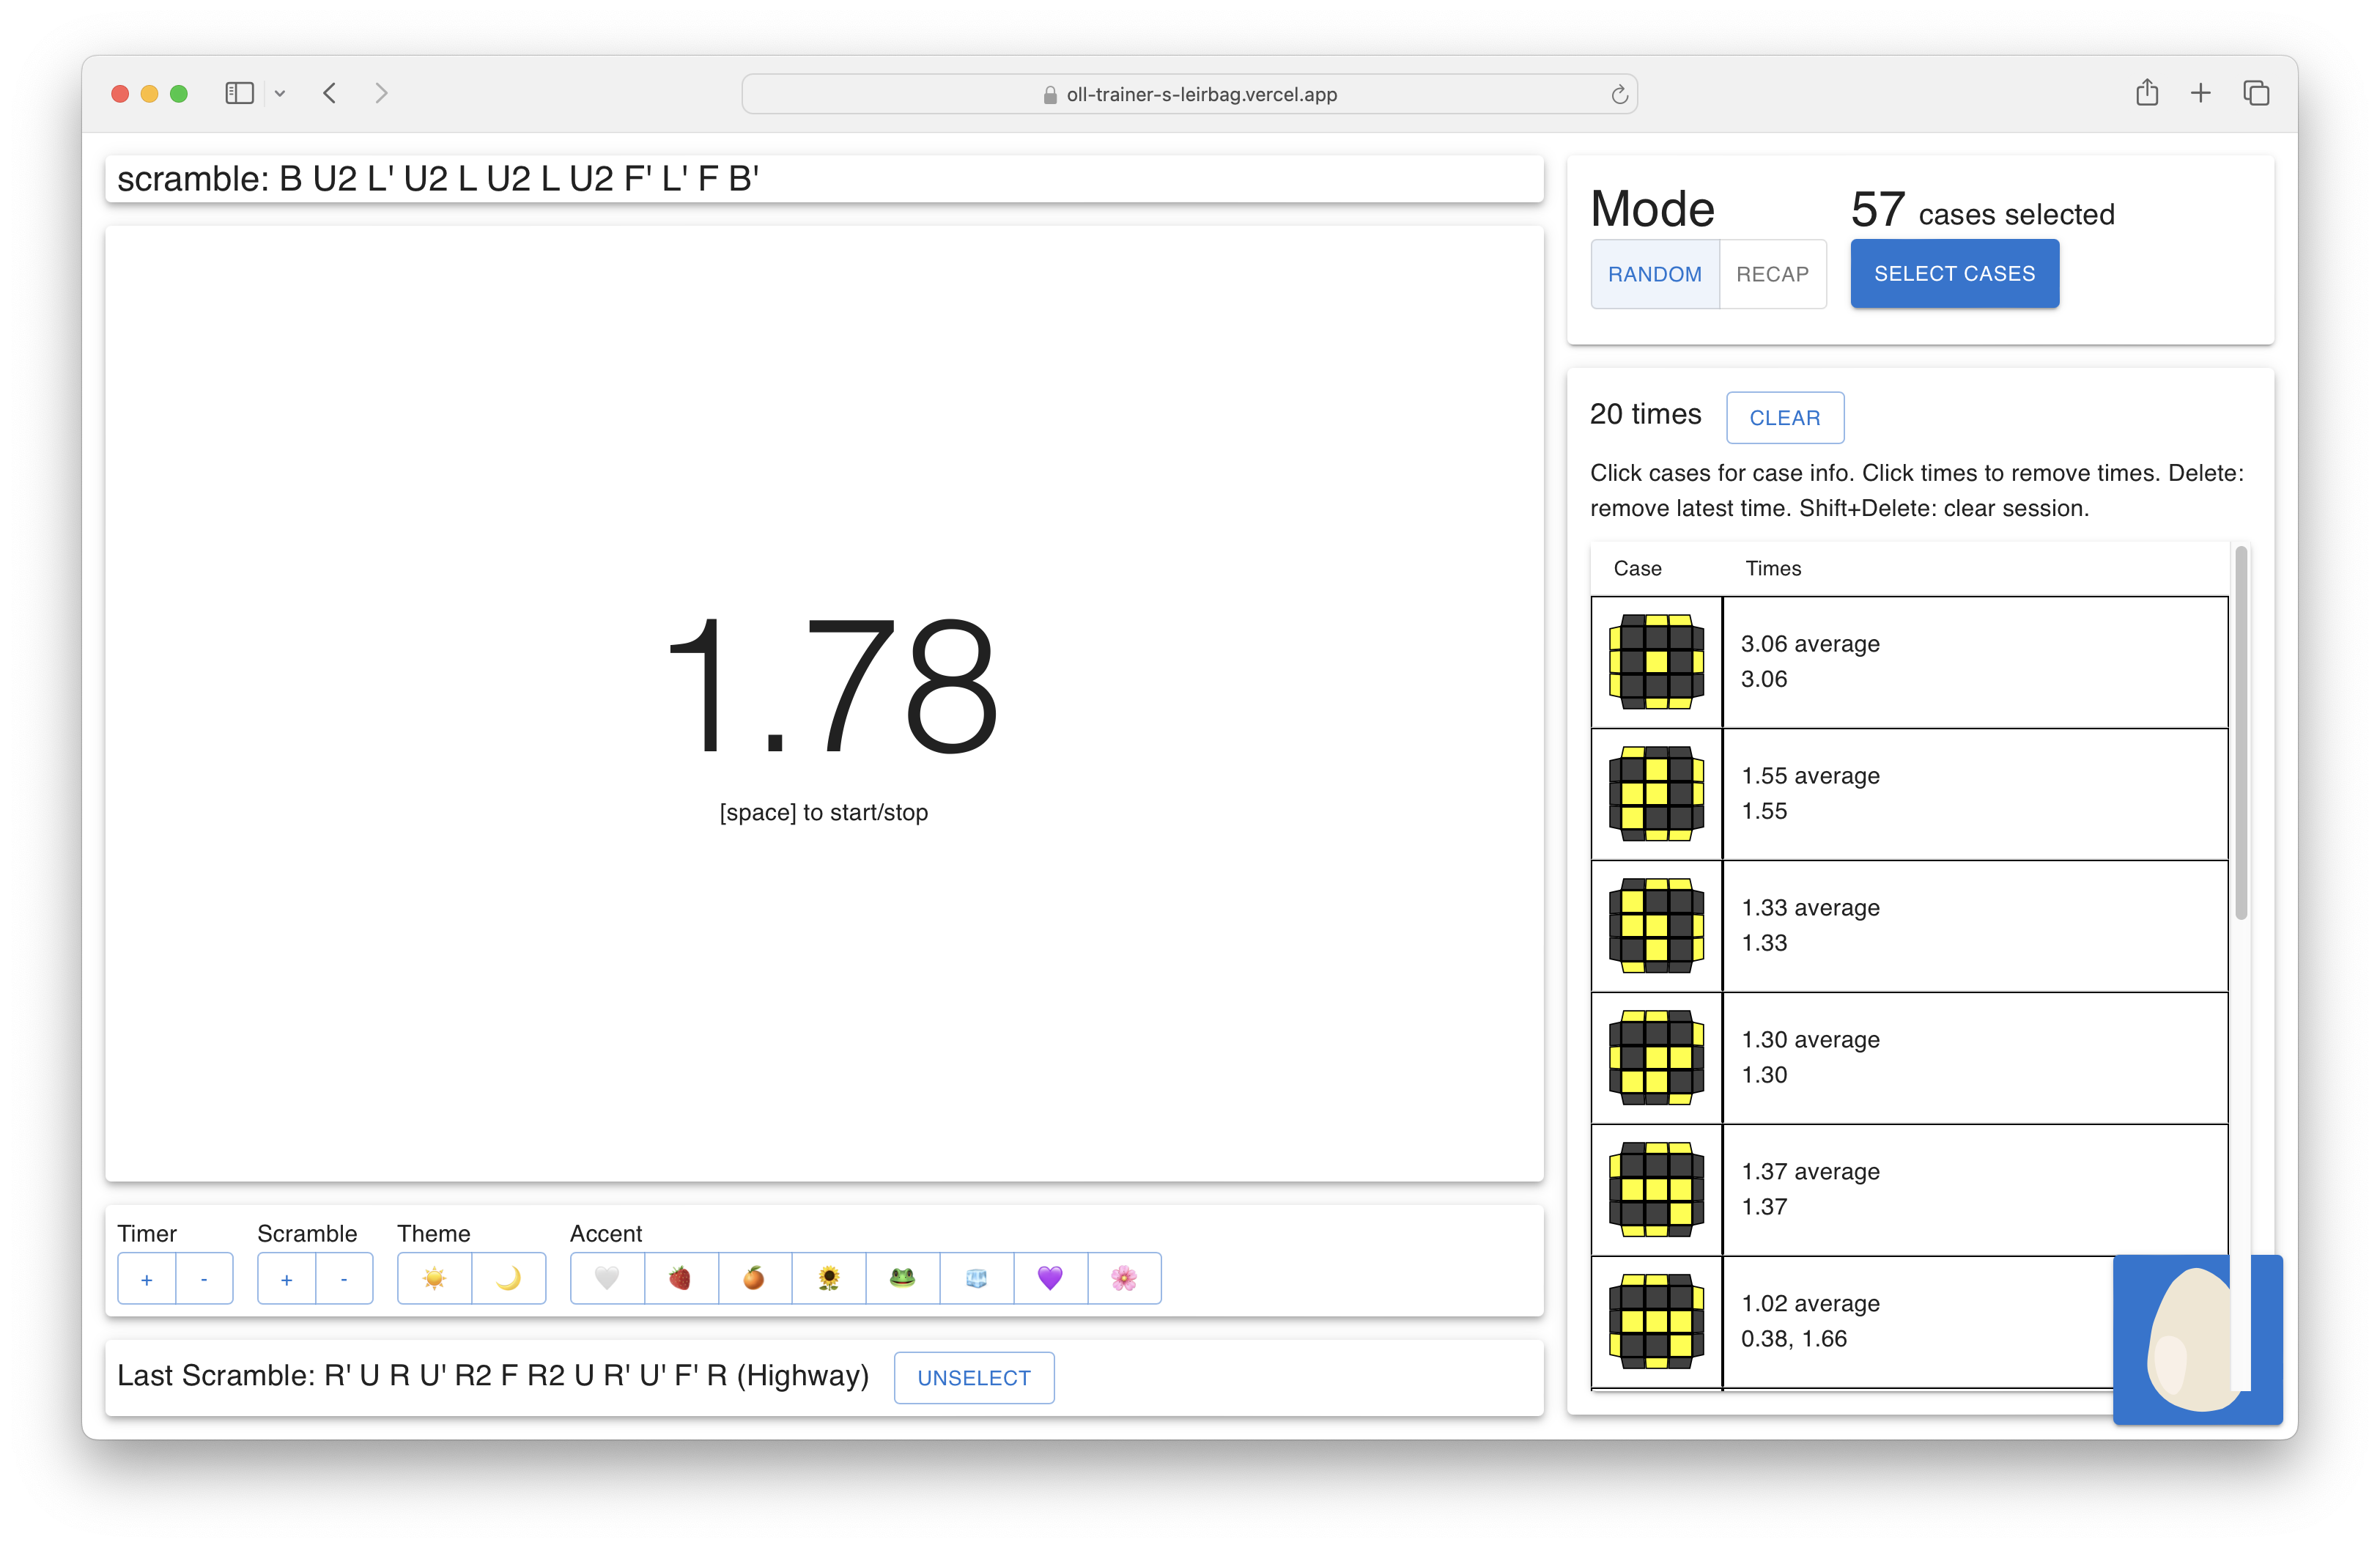 oll-trainer-s-leirbag.vercel.app
scramble: B U2 L' U2 L U2 L U2 F' L' F B'
1.78
[space] to start/stop
Timer
+ -
Scramble
+ -
Theme
Accent
Last Scramble: R' U R U' R2 F R2 U R' U' F' R (Highway)
UNSELECT
Mode
RANDOM
RECAP
57 cases selected
SELECT CASES
20 times
CLEAR
Click cases for case info. Click times to remove times. Delete:
remove latest time. Shift+Delete: clear session.
Case Times
3.06 average
3.06
1.55 average
1.55
1.33 average
1.33
1.30 average
1.30
1.37 average
1.37
1.02 average
0.38, 1.66